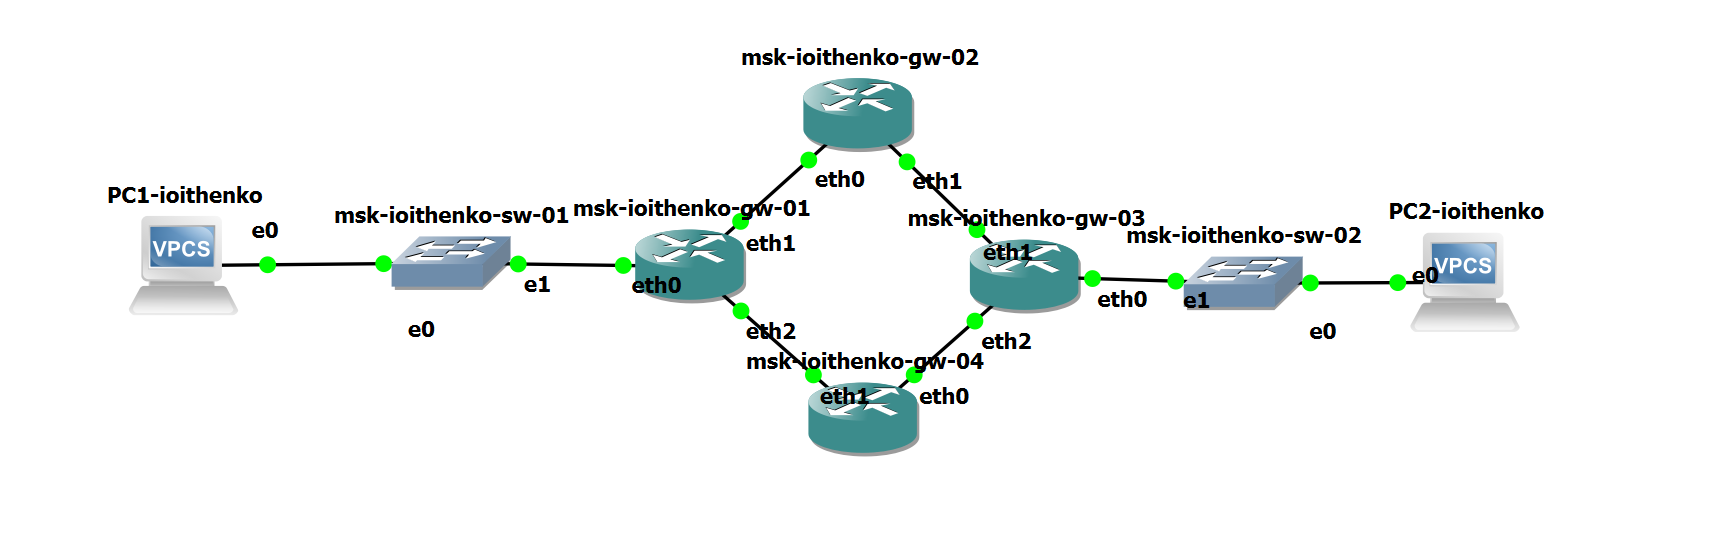 msk-ioithenko-gw-02
eth0
eth1
PC1-ioithenko
VPCS
e0
msk-ioithenko-sw-01
e0
e1
msk-ioithenko-gw-01
eth0
eth1
eth2
msk-ioithenko-gw-03
eth1
eth0
eth2
msk-ioithenko-sw-02
e1
e0
PC2-ioithenko
e0
VPCS
msk-ioithenko-gw-04
eth1
eth0